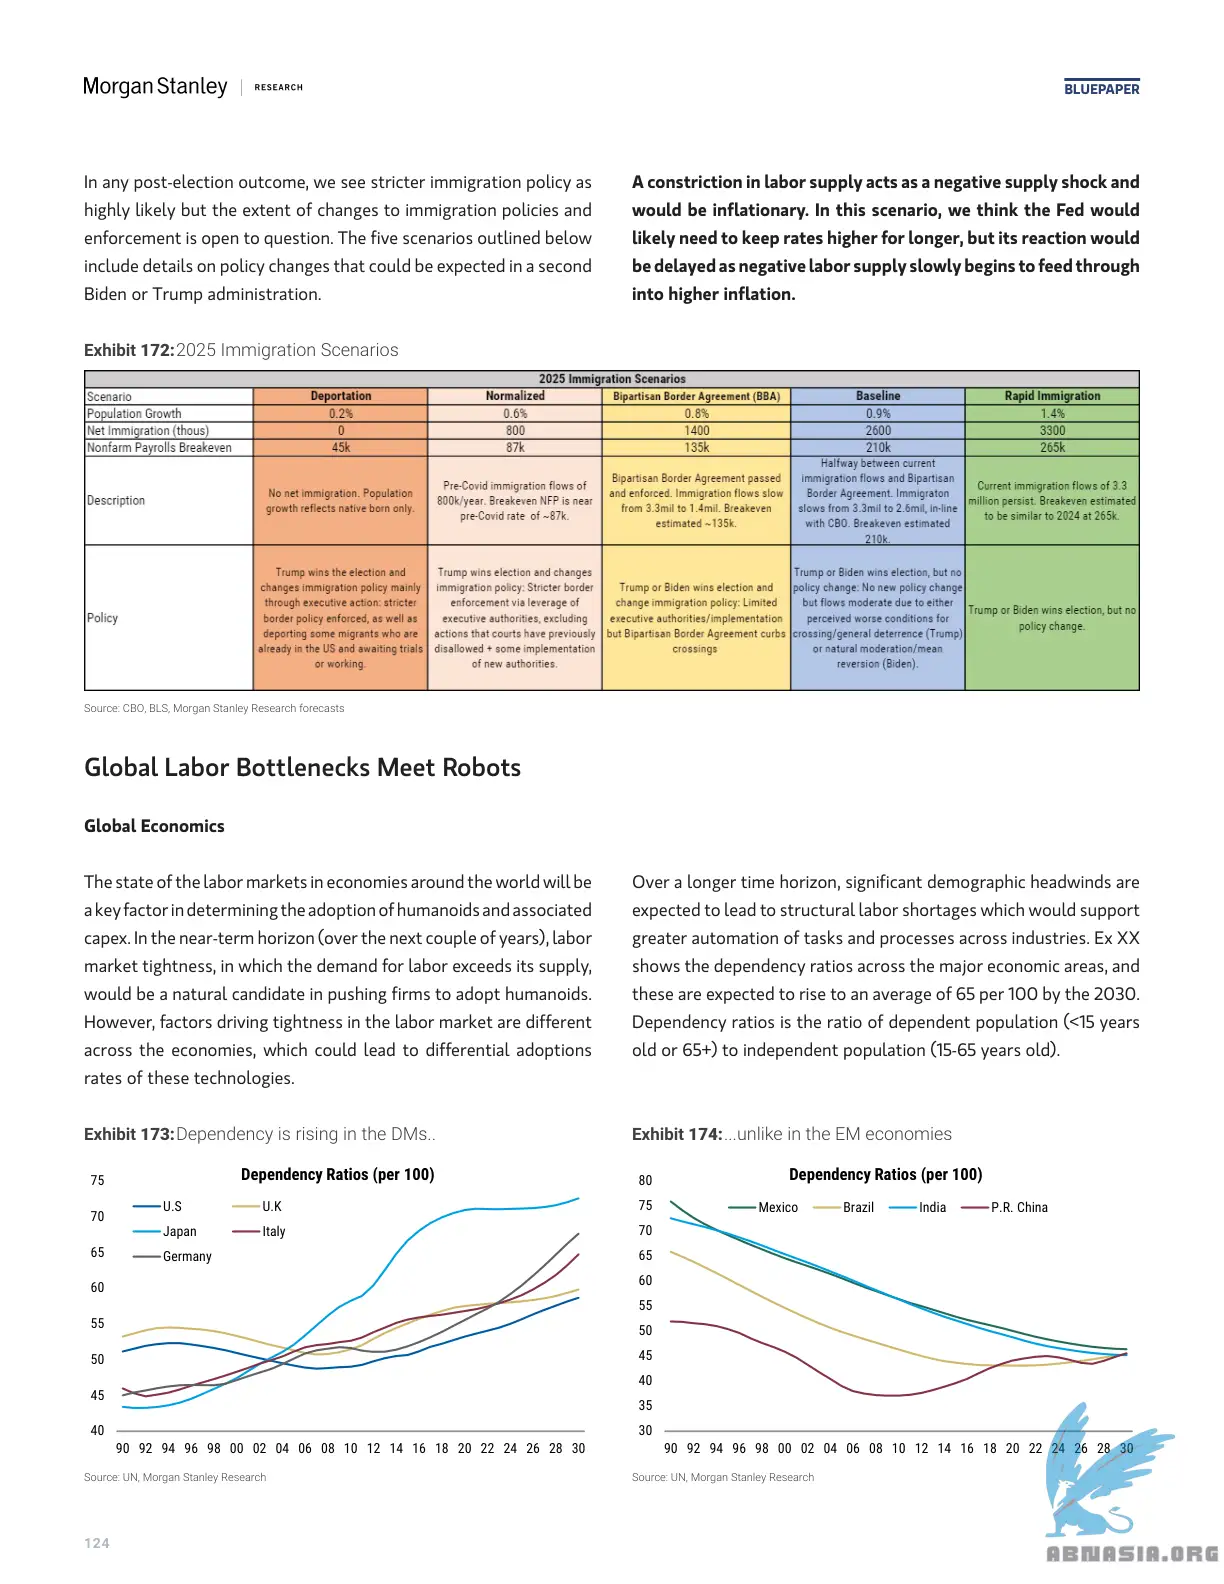 Morgan Stanley | RESEARCH
BLUEPAPER
In any post-election outcome, we see stricter immigration policy as
highly likely but the extent of changes to immigration policies and
enforcement is open to question. The five scenarios outlined below
include details on policy changes that could be expected in a second
Biden or Trump administration.
A constriction in labor supply acts as a negative supply shock and
would be inflationary. In this scenario, we think the Fed would
likely need to keep rates higher for longer, but its reaction would
be delayed as negative labor supply slowly begins to feed through
into higher inflation.
Exhibit 172: 2025 Immigration Scenarios
2025 Immigration Scenarios
Scenario Deportation Normalized Bipartisan Border Agreement (BBA) Baseline Rapid Immigration
Population Growth 0.2% 0.6% 0.8% 0.9% 1.4%
Net Immigration (thous) 0 800 1400 2600 3300
Nonfarm Payrolls Breakeven 45k 87k 135k 210k 265k
Description
No net immigration. Population
growth reflects native born only.
Pre-Covid immigration flows of
800k/year. Breakeven NFP is near
pre-Covid rate of ~87k.
Bipartisan Border Agreement passed
and enforced. Immigration flows slow
from 3.3mil to 1.4mil. Breakeven
estimated ~135k.
Halfway between current
immigration flows and Bipartisan
Border Agreement. Immigraton
slows from 3.3mil to 2.6mil, in-line
with CBO. Breakeven estimated
210k.
Current immigration flows of 3.3
million persist. Breakeven estimated
to be similar to 2024 at 265k.
Policy
Trump wins the election and
changes immigration policy mainly
through executive action: stricter
border policy enforced, as well as
deporting some migrants who are
already in the US and awaiting trials
or working.
Trump wins election and changes
immigration policy: Stricter border
enforcement via leverage of
executive authorities, excluding
actions that courts have previously
disallowed + some implementation
of new authorities.
Trump or Biden wins election and
change immigration policy: Limited
executive authorities/implementation
but Bipartisan Border Agreement curbs
crossings
Trump or Biden wins election, but no
policy change: No new policy change
but flows moderate due to either
perceived worse conditions for
crossing/general deterrence (Trump)
or natural moderation/mean
reversion (Biden).
Trump or Biden wins election, but no
policy change.
Source: CBO, BLS, Morgan Stanley Research forecasts
Global Labor Bottlenecks Meet Robots
Global Economics
The state of the labor markets in economies around the world will be
a key factor in determining the adoption of humanoids and associated
capex. In the near-term horizon (over the next couple of years), labor
market tightness, in which the demand for labor exceeds its supply,
would be a natural candidate in pushing firms to adopt humanoids.
However, factors driving tightness in the labor market are different
across the economies, which could lead to differential adoptions
rates of these technologies.
Over a longer time horizon, significant demographic headwinds are
expected to lead to structural labor shortages which would support
greater automation of tasks and processes across industries. Ex XX
shows the dependency ratios across the major economic areas, and
these are expected to rise to an average of 65 per 100 by the 2030.
Dependency ratios is the ratio of dependent population (<15 years
old or 65+) to independent population (15-65 years old).
Exhibit 173: Dependency is rising in the DMs..
Dependency Ratios (per 100)
U.S U.K
Japan Italy
Germany
75
70
65
60
55
50
45
40
90 92 94 96 98 00 02 04 06 08 10 12 14 16 18 20 22 24 26 28 30
Source: UN, Morgan Stanley Research
Exhibit 174: ...unlike in the EM economies
Dependency Ratios (per 100)
Mexico Brazil India P.R. China
80
75
70
65
60
55
50
45
40
35
30
90 92 94 96 98 00 02 04 06 08 10 12 14 16 18 20 22 24 26 28 30
Source: UN, Morgan Stanley Research
124
ABNASIA.ORG